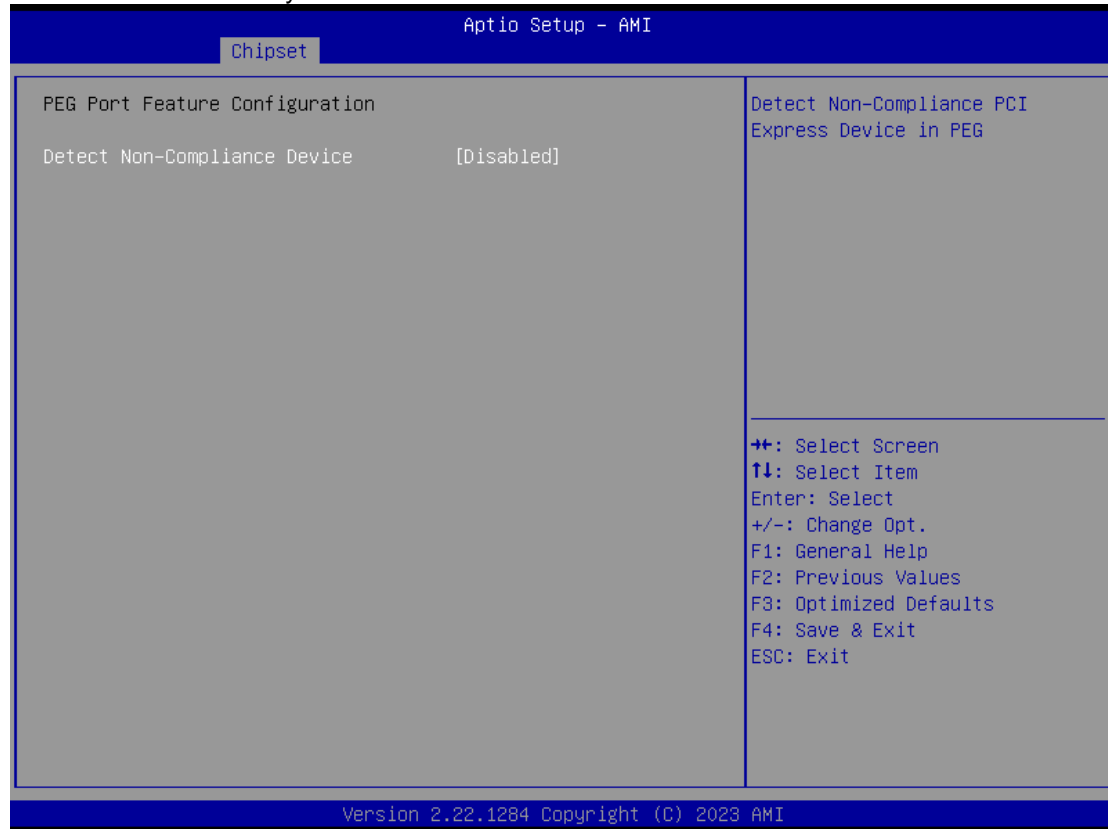 Aptio Setup – AMI
Chipset
PEG Port Feature Configuration
Detect Non-Compliance Device [Disabled]
Detect Non-Compliance PCI
Express Device in PEG
→←: Select Screen
↑↓: Select Item
Enter: Select
+/-: Change Opt.
F1: General Help
F2: Previous Values
F3: Optimized Defaults
F4: Save & Exit
ESC: Exit
Version 2.22.1284 Copyright (C) 2023 AMI